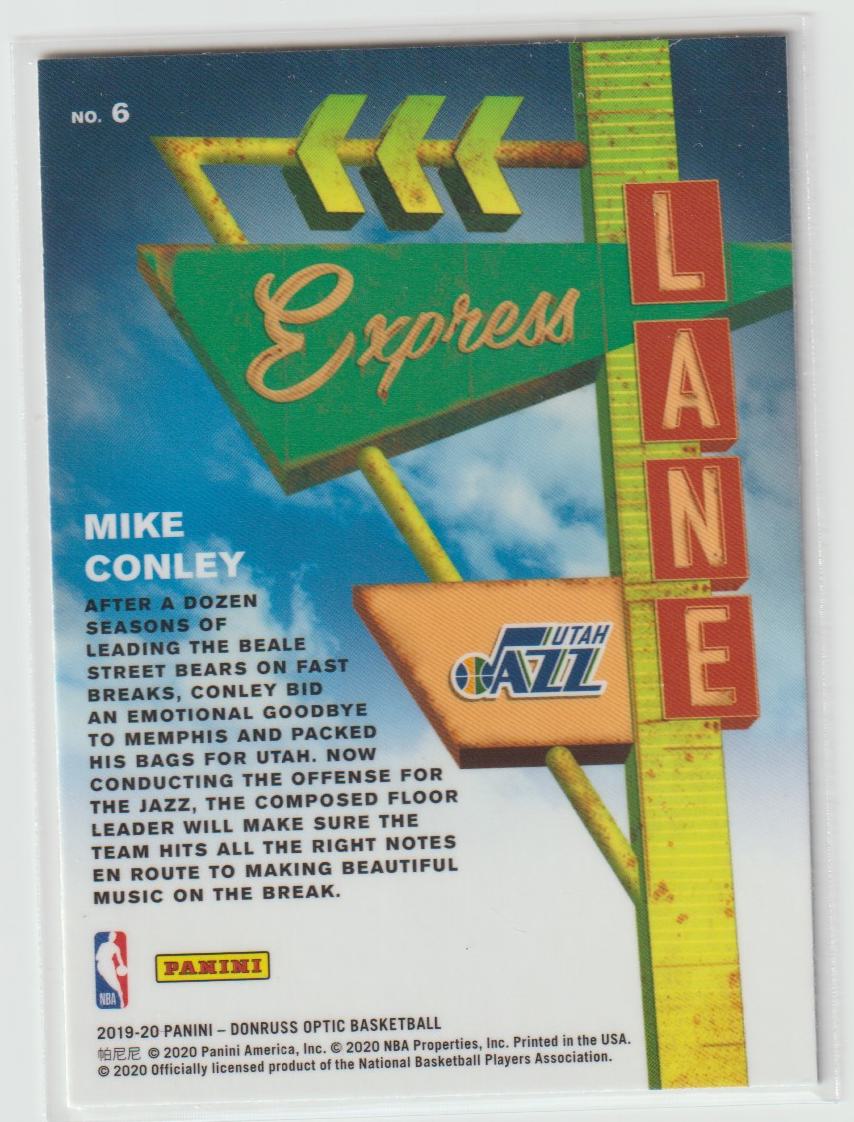 NO. 6
Express
LANE
UTAH
JAZZ
MIKE
CONLEY
AFTER A DOZEN
SEASONS OF
LEADING THE BEALE
STREET BEARS ON FAST
BREAKS, CONLEY BID
AN EMOTIONAL GOODBYE
TO MEMPHIS AND PACKED
HIS BAGS FOR UTAH. NOW
CONDUCTING THE OFFENSE FOR
THE JAZZ, THE COMPOSED FLOOR
LEADER WILL MAKE SURE THE
TEAM HITS ALL THE RIGHT NOTES
EN ROUTE TO MAKING BEAUTIFUL
MUSIC ON THE BREAK.
NBA
PANINI
2019-20 PANINI – DONRUSS OPTIC BASKETBALL
帕尼尼 © 2020 Panini America, Inc. © 2020 NBA Properties, Inc. Printed in the USA.
© 2020 Officially licensed product of the National Basketball Players Association.